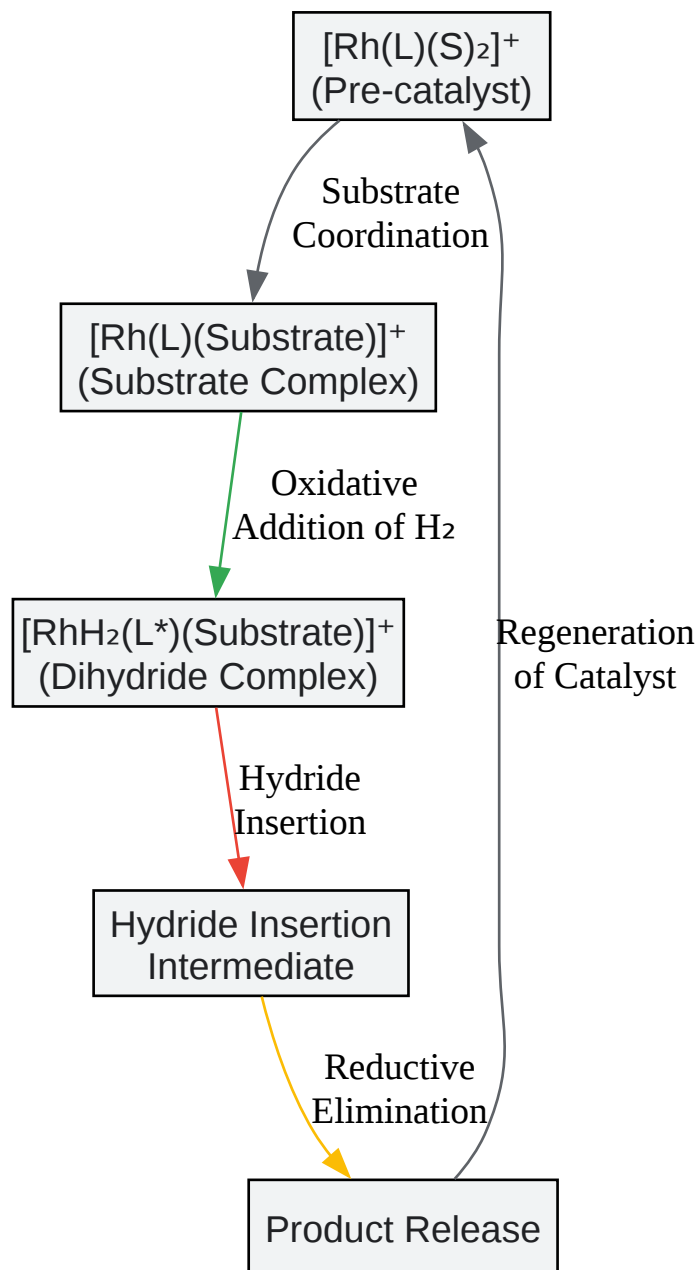 [Rh(L)(S)₂]⁺
(Pre-catalyst)
Substrate
Coordination
[Rh(L)(Substrate)]⁺
(Substrate Complex)
Oxidative
Addition of H₂
[RhH₂(L*)(Substrate)]⁺
(Dihydride Complex)
Regeneration
of Catalyst
Hydride
Insertion
Hydride Insertion
Intermediate
Reductive
Elimination
Product Release